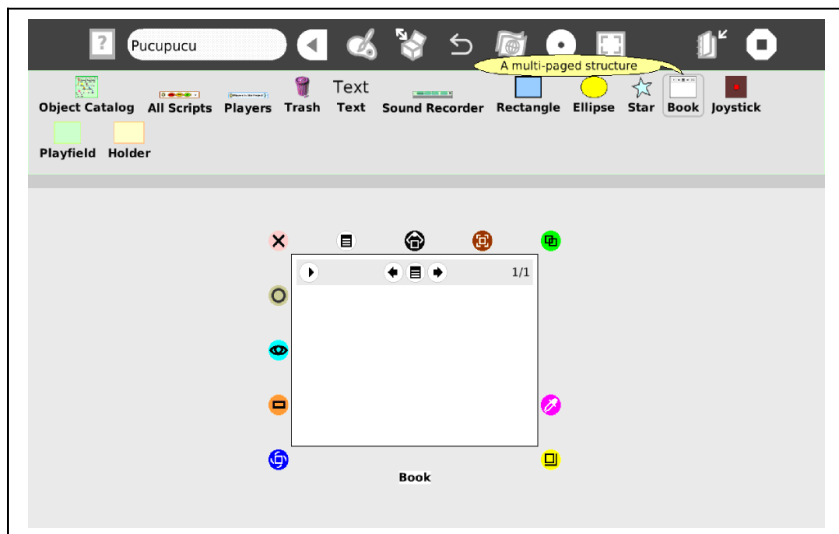 ?
Pucupucu
A multi-paged structure
Text
Object Catalog All Scripts Players Trash Text Sound Recorder Rectangle Ellipse Star Book Joystick
Playfield Holder
1/1
Book